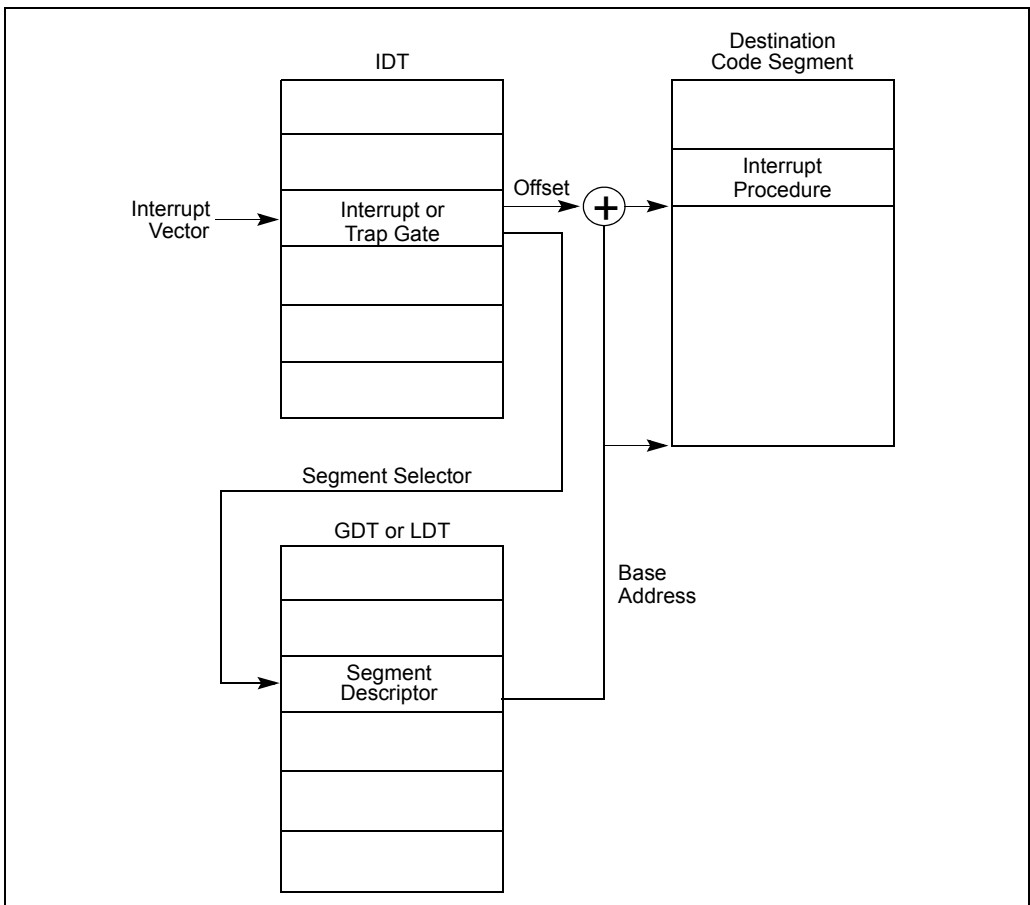 IDT
Destination
Code Segment
Interrupt
Vector
Interrupt or
Trap Gate
Offset
+
Interrupt
Procedure
Segment Selector
GDT or LDT
Segment
Descriptor
Base
Address